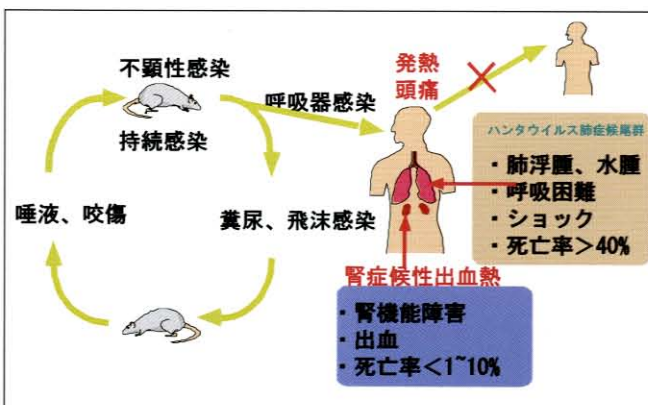 不顕性感染
持続感染
呼吸器感染
発熱
頭痛
唾液、咬傷
糞尿、飛沫感染
ハンタウイルス肺症候尾群
・肺浮腫、水腫
・呼吸困難
・ショック
・死亡率>40%
腎症候性出血熱
・腎機能障害
・出血
・死亡率<1~10%